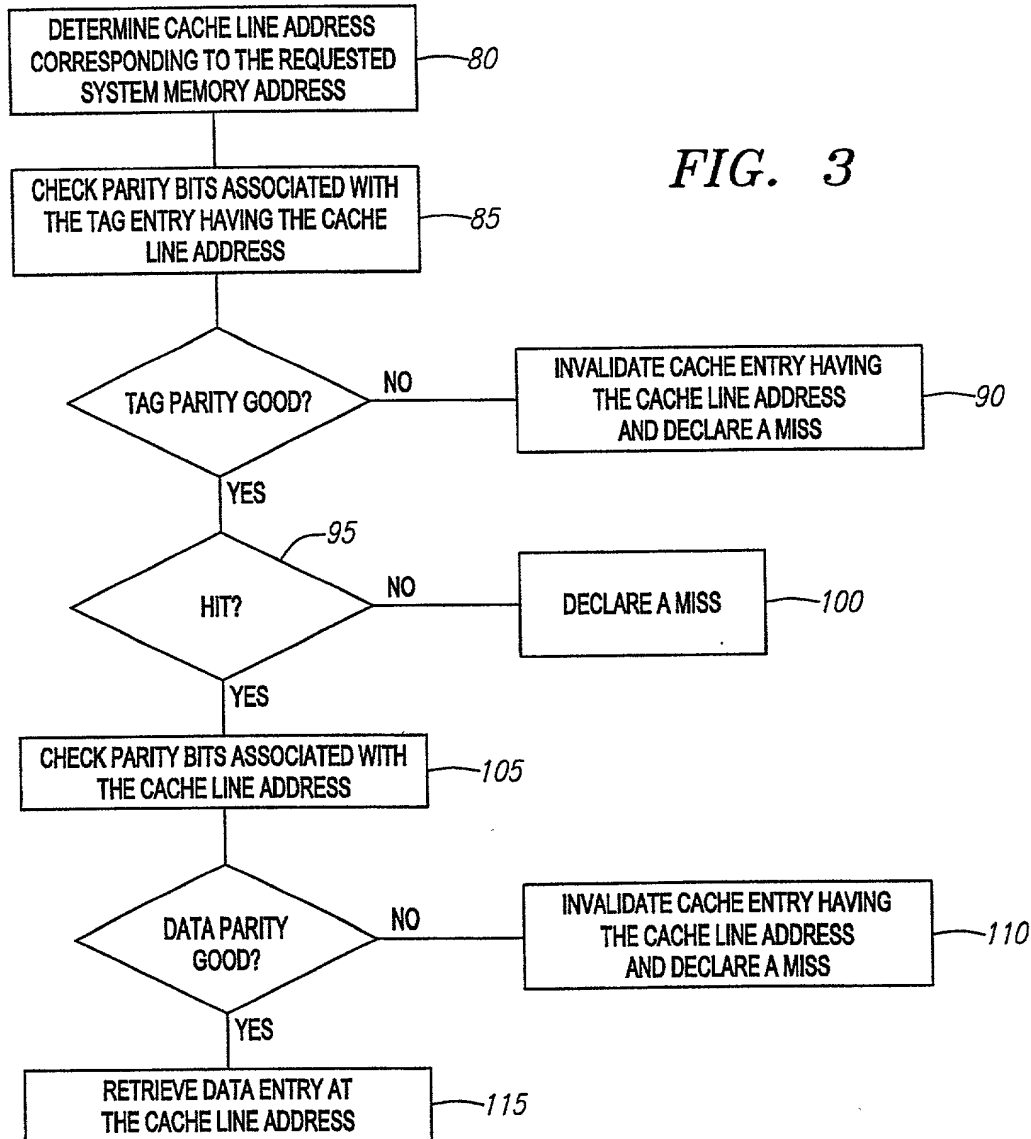 DETERMINE CACHE LINE ADDRESS
CORRESPONDING TO THE REQUESTED
SYSTEM MEMORY ADDRESS
80
FIG. 3
CHECK PARITY BITS ASSOCIATED WITH
THE TAG ENTRY HAVING THE CACHE
LINE ADDRESS
85
TAG PARITY GOOD?
NO
INVALIDATE CACHE ENTRY HAVING
THE CACHE LINE ADDRESS
AND DECLARE A MISS
90
YES
95
HIT?
NO
DECLARE A MISS
100
YES
CHECK PARITY BITS ASSOCIATED WITH
THE CACHE LINE ADDRESS
105
DATA PARITY
GOOD?
NO
INVALIDATE CACHE ENTRY HAVING
THE CACHE LINE ADDRESS
AND DECLARE A MISS
110
YES
RETRIEVE DATA ENTRY AT
THE CACHE LINE ADDRESS
115